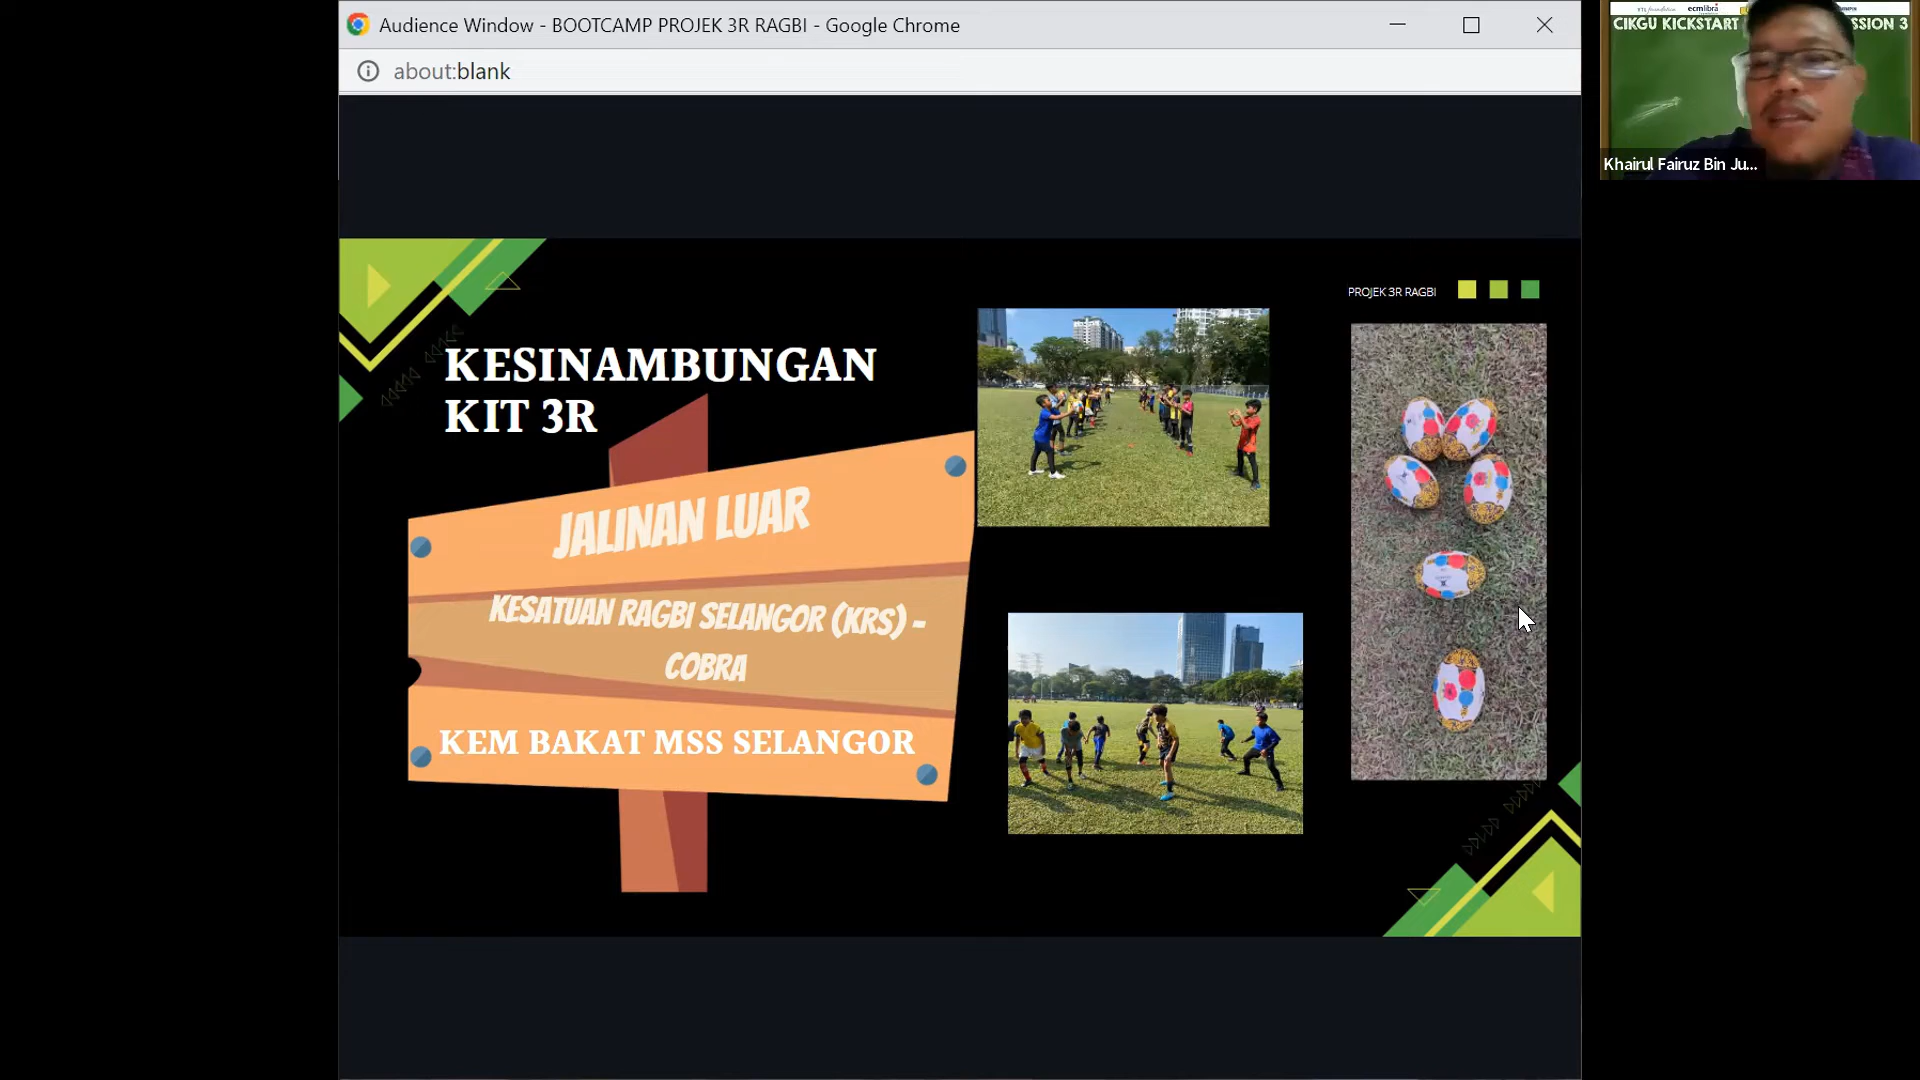 Audience Window - BOOTCAMP PROJEK 3R RAGBI - Google Chrome
about:blank
ecmlibra
CIKGU KICKSTART
SSION 3
Khairul Fairuz Bin Ju...
PROJEK 3R RAGBI
KESINAMBUNGAN
KIT 3R
JALINAN LUAR
KESATUAN RAGBI SELANGOR (KRS) -
COBRA
KEM BAKAT MSS SELANGOR